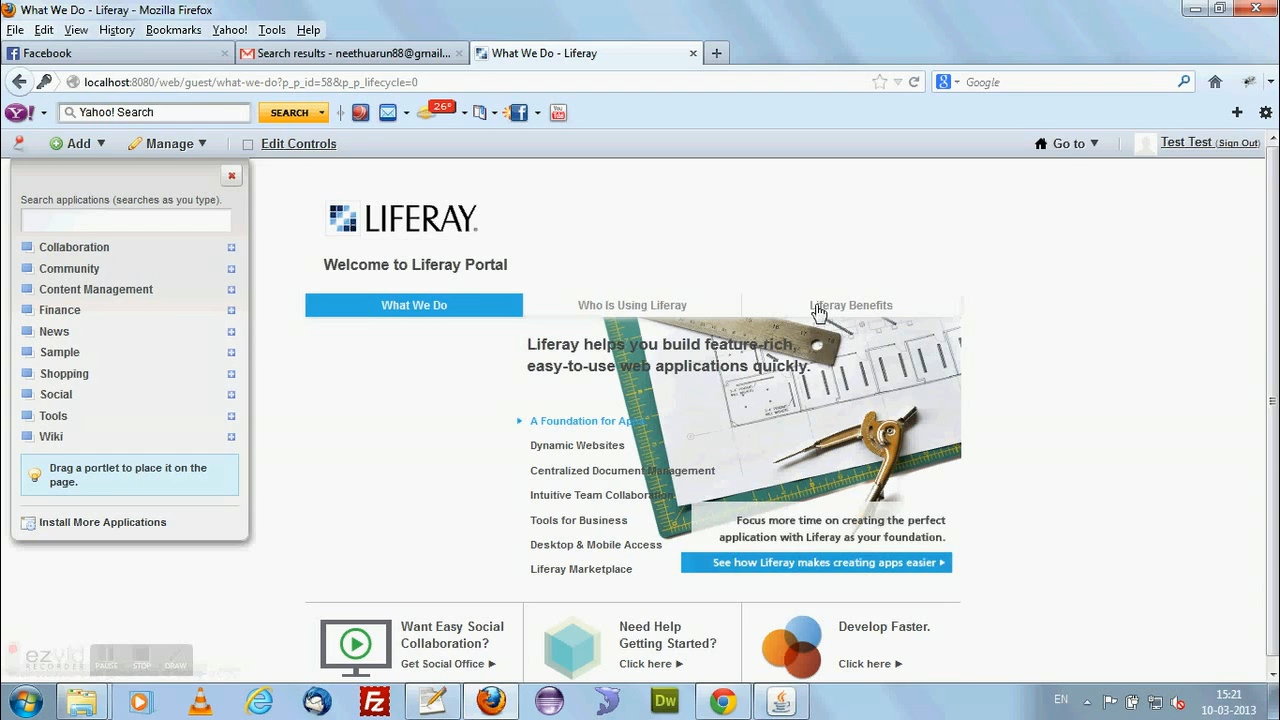 What We Do - Liferay - Mozilla Firefox
File Edit View History Bookmarks Yahoo! Tools Help
Facebook
Search results - neethuarun88@gmail...
What We Do - Liferay
localhost:8080/web/guest/what-we-do?p_p_id=58&p_p_lifecycle=0
Google
Yahoo! Search
SEARCH
26°
Add
Manage
Edit Controls
Go to
Test Test (Sign Out)
Search applications (searches as you type).
Collaboration
Community
Content Management
Finance
News
Sample
Shopping
Social
Tools
Wiki
Drag a portlet to place it on the
page.
Install More Applications
LIFERAY.
Welcome to Liferay Portal
What We Do
Who Is Using Liferay
Liferay Benefits
Liferay helps you build feature-rich,
easy-to-use web applications quickly.
A Foundation for Apps
Dynamic Websites
Centralized Document Management
Intuitive Team Collaboration
Tools for Business
Desktop & Mobile Access
Liferay Marketplace
Focus more time on creating the perfect
application with Liferay as your foundation.
See how Liferay makes creating apps easier
Want Easy Social
Collaboration?
Get Social Office
Need Help
Getting Started?
Click here
Develop Faster.
Click here
ezvid
RECORDER
PAUSE
STOP
DRAW
Dw
EN
15:21
10-03-2013